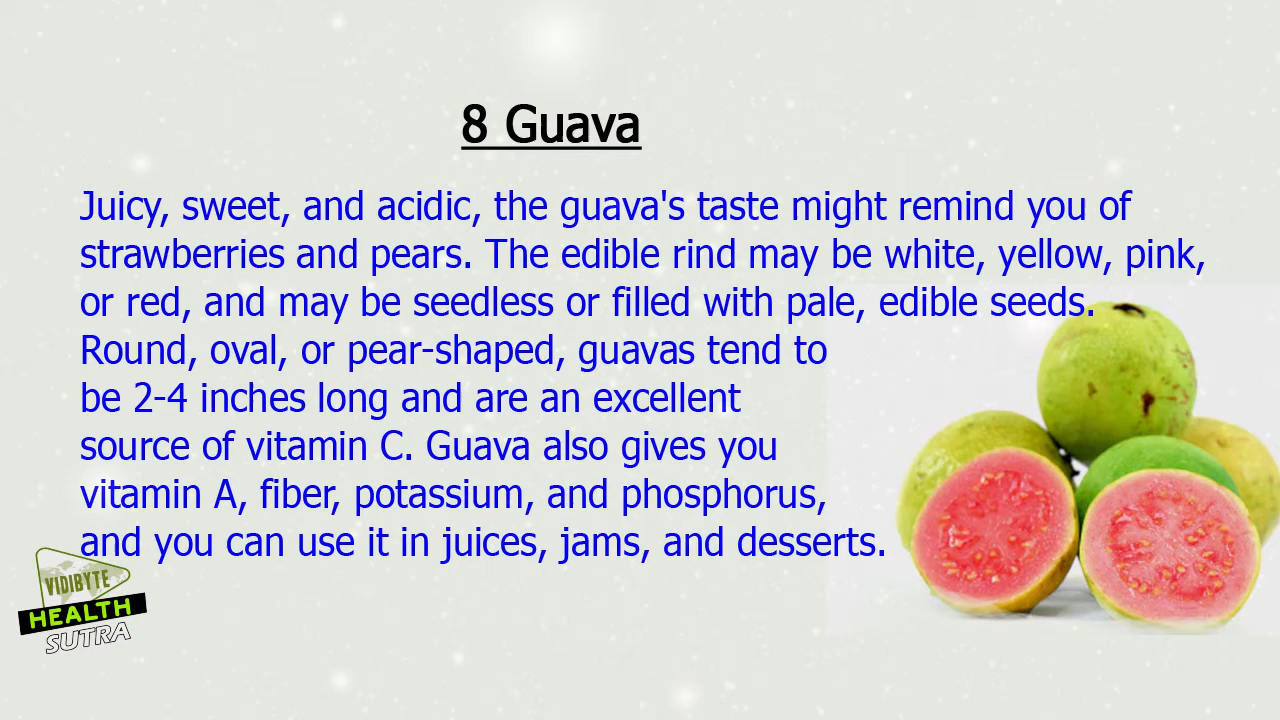 8 Guava
Juicy, sweet, and acidic, the guava's taste might remind you of
strawberries and pears. The edible rind may be white, yellow, pink,
or red, and may be seedless or filled with pale, edible seeds.
Round, oval, or pear-shaped, guavas tend to
be 2-4 inches long and are an excellent
source of vitamin C. Guava also gives you
vitamin A, fiber, potassium, and phosphorus,
and you can use it in juices, jams, and desserts.
VIDIBYTE
HEALTH
SUTRA